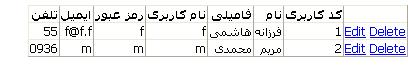 کد کاربری نام فامیلی نام کاربری رمز عبور ایمیل تلفن
Edit Delete 1 فرزانه هاشمی f f f@f.f 55
Edit Delete 2 مریم محمدی m m m 0936